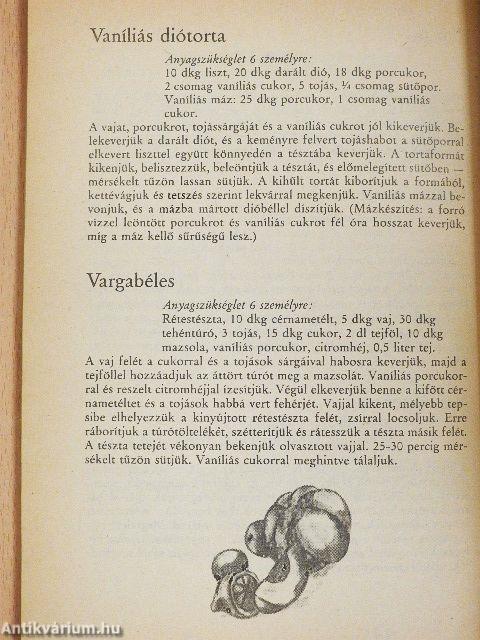 Vaníliás diótorta
Anyagszükséglet 6 személyre:
10 dkg liszt, 20 dkg darált dió, 18 dkg porcukor,
2 csomag vaníliás cukor, 5 tojás, ¼ csomag sütőpor.
Vaníliás máz: 25 dkg porcukor, 1 csomag vaníliás
cukor.
A vajat, porcukrot, tojássárgáját és a vaníliás cukrot jól kikeverjük. Be-
lekeverjük a darált diót, és a keményre felvert tojáshabot a sütőporral
elkevert liszttel együtt könnyedén a tésztába keverjük. A tortaformát
kikenjük, belisztezzük, beleöntjük a tésztát, és előmelegített sütőben —
mérsékelt tűzön lassan sütjük. A kihűlt tortát kiborítjuk a formából,
kettévágjuk és tetszés szerint lekvárral megkenjük. Vaníliás mázzal be-
vonjuk, és a mázba mártott dióbéllel díszítjük. (Mázkészítés: a forró
vízzel leöntött porcukrot és vaníliás cukrot fél óra hosszat keverjük,
míg a máz kellő sűrűségű lesz.)
Vargabéles
Anyagszükséglet 6 személyre:
Rétestészta, 10 dkg cérnametélt, 5 dkg vaj, 30 dkg
tehéntúró, 3 tojás, 15 dkg cukor, 2 dl tejföl, 10 dkg
mazsola, vaníliás porcukor, citromhéj, 0,5 liter tej.
A vaj felét a cukorral és a tojások sárgáival habosra keverjük, majd a
tejföllel hozzáadjuk az áttört túrót meg a mazsolát. Vaníliás porcukor-
ral és reszelt citromhéjjal ízesítjük. Végül elkeverjük benne a kifőtt cér-
nametéltet és a tojások habbá vert fehérjét. Vajjal kikent, mélyebb tep-
sibe elhelyezzük a kinyújtott rétestészta felét, zsírral locsoljuk. Erre
ráborítjuk a túrótöltelékét, szétterítjük és rátesszük a tészta másik felét.
A tészta tetejét vékonyan bekenjük olvasztott vajjal. 25-30 percig mér-
sékelt tűzön sütjük. Vaníliás cukorral meghintve tálaljuk.
Antikvárium.hu